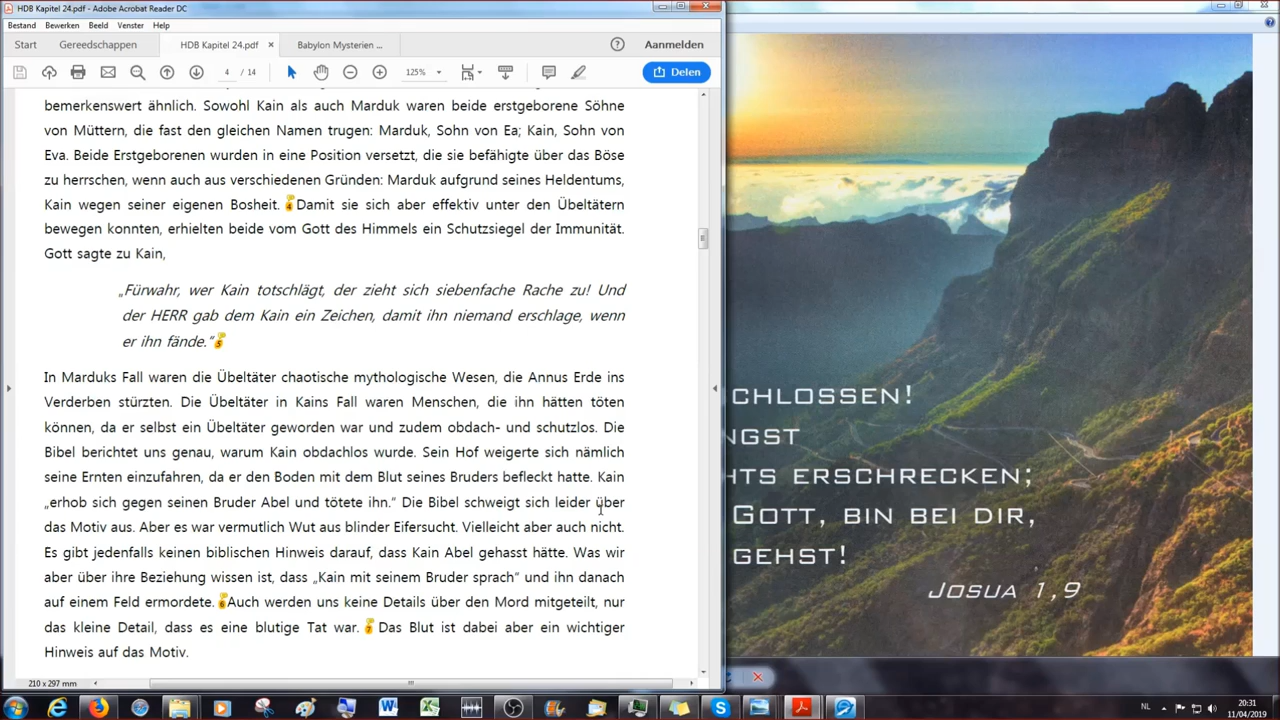 HDB Kapitel 24.pdf - Adobe Acrobat Reader DC
Bestand Bewerken Beeld Venster Help
Start Gereedschappen HDB Kapitel 24.pdf × Babylon Mysterien ... Aanmelden
4 / 14 125% Delen
bemerkenswert ähnlich. Sowohl Kain als auch Marduk waren beide erstgeborene Söhne
von Müttern, die fast den gleichen Namen trugen: Marduk, Sohn von Ea; Kain, Sohn von
Eva. Beide Erstgeborenen wurden in eine Position versetzt, die sie befähigte über das Böse
zu herrschen, wenn auch aus verschiedenen Gründen: Marduk aufgrund seines Heldentums,
Kain wegen seiner eigenen Bosheit. 4 Damit sie sich aber effektiv unter den Übeltätern
bewegen konnten, erhielten beide vom Gott des Himmels ein Schutzsiegel der Immunität.
Gott sagte zu Kain,
„Fürwahr, wer Kain totschlägt, der zieht sich siebenfache Rache zu! Und
der HERR gab dem Kain ein Zeichen, damit ihn niemand erschlage, wenn
er ihn fände.“ 5
In Marduks Fall waren die Übeltäter chaotische mythologische Wesen, die Annus Erde ins
Verderben stürzten. Die Übeltäter in Kains Fall waren Menschen, die ihn hätten töten
können, da er selbst ein Übeltäter geworden war und zudem obdach- und schutzlos. Die
Bibel berichtet uns genau, warum Kain obdachlos wurde. Sein Hof weigerte sich nämlich
seine Ernten einzufahren, da er den Boden mit dem Blut seines Bruders befleckt hatte. Kain
„erhob sich gegen seinen Bruder Abel und tötete ihn.“ Die Bibel schweigt sich leider über
das Motiv aus. Aber es war vermutlich Wut aus blinder Eifersucht. Vielleicht aber auch nicht.
Es gibt jedenfalls keinen biblischen Hinweis darauf, dass Kain Abel gehasst hätte. Was wir
aber über ihre Beziehung wissen ist, dass „Kain mit seinem Bruder sprach“ und ihn danach
auf einem Feld ermordete. 6 Auch werden uns keine Details über den Mord mitgeteilt, nur
das kleine Detail, dass es eine blutige Tat war. 7 Das Blut ist dabei aber ein wichtiger
Hinweis auf das Motiv.
210 x 297 mm
CHLOSSEN!
NGST
HTS ERSCHRECKEN;
GOTT, BIN BEI DIR,
GEHST!
JOSUA 1,9
NL 20:31
11/04/2019